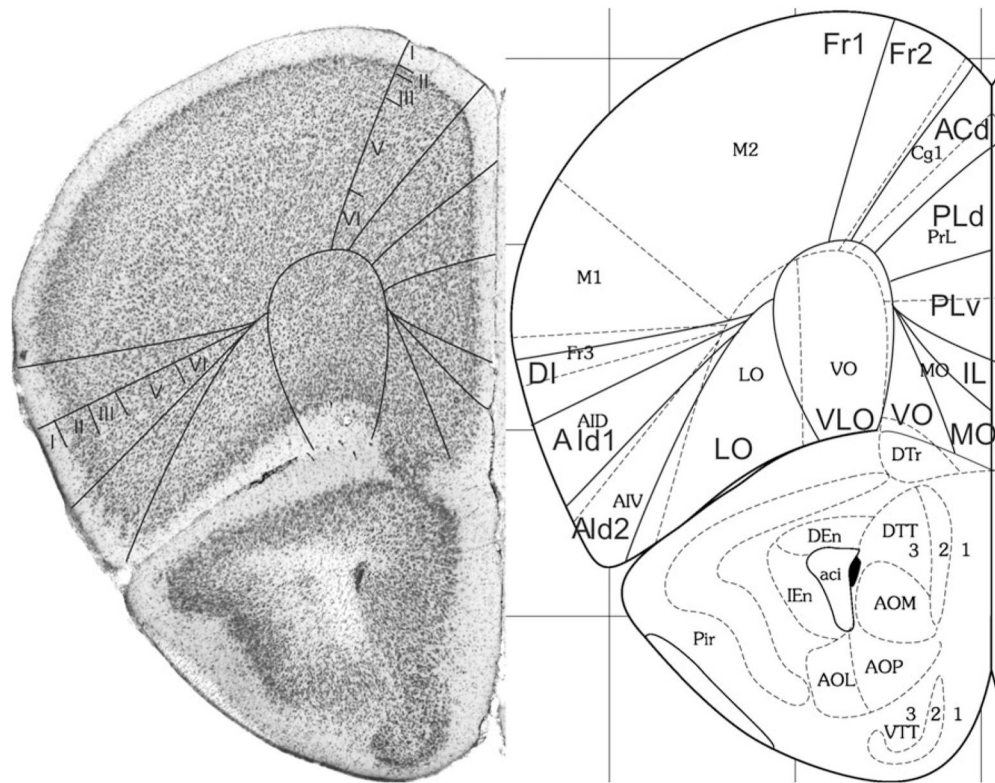 I
II
III
V
VI
VI
V
III
II
I
Fr1
Fr2
ACd
Cg1
M2
PLd
PrL
M1
PLv
Fr3
DI
LO
VO
MO
IL
AID
AId1
LO
VLO
VO
MO
DTr
AIV
AId2
DEn
DTT
3
2
1
aci
IEn
AOM
Pir
AOL
AOP
3
2
1
VTT